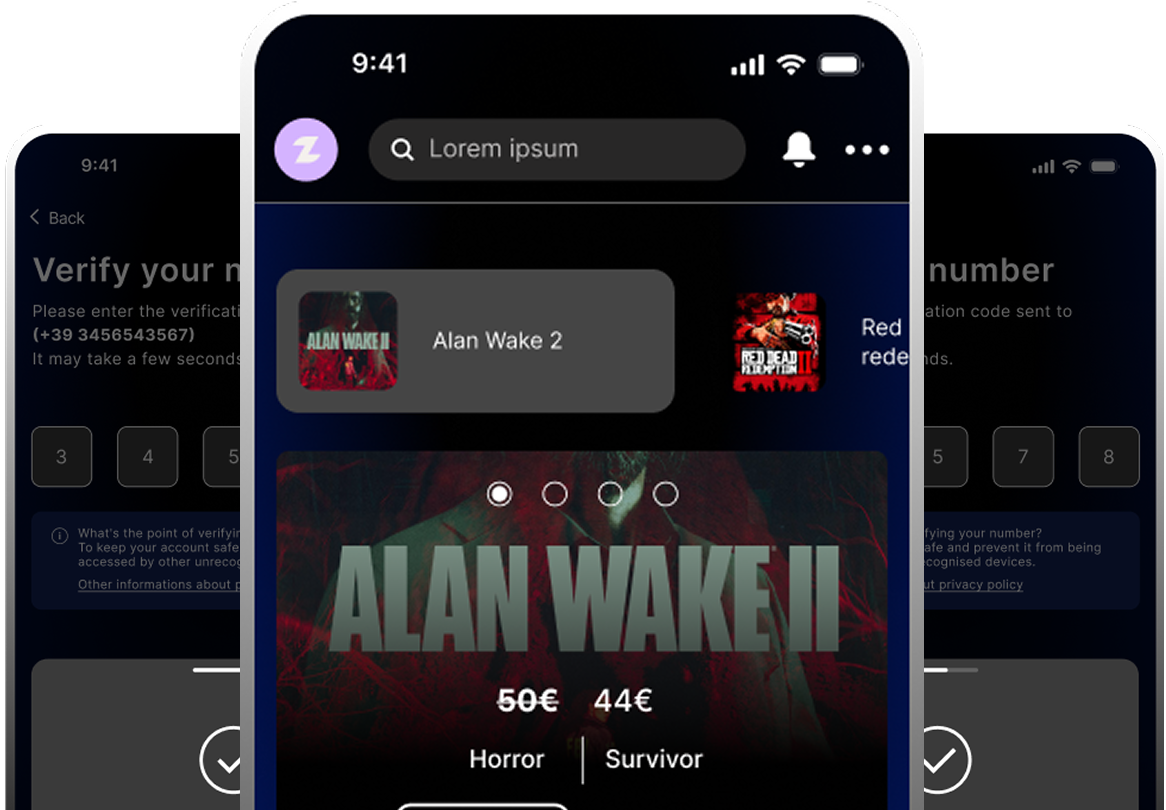 9:41
Back
Verify your n
Please enter the verificati
(+39 3456543567)
It may take a few seconds
3
4
5
What's the point of verifying
To keep your account safe
accessed by other unrecog
Other informations about p
9:41
Z
Lorem ipsum
ALAN WAKE II
Alan Wake 2
RED DEAD
REDEMPTION II
Red
rede
ALAN WAKE II
50€ 44€
Horror | Survivor
number
ation code sent to
nds.
5
7
8
fying your number?
afe and prevent it from being
ecognised devices.
ut privacy policy